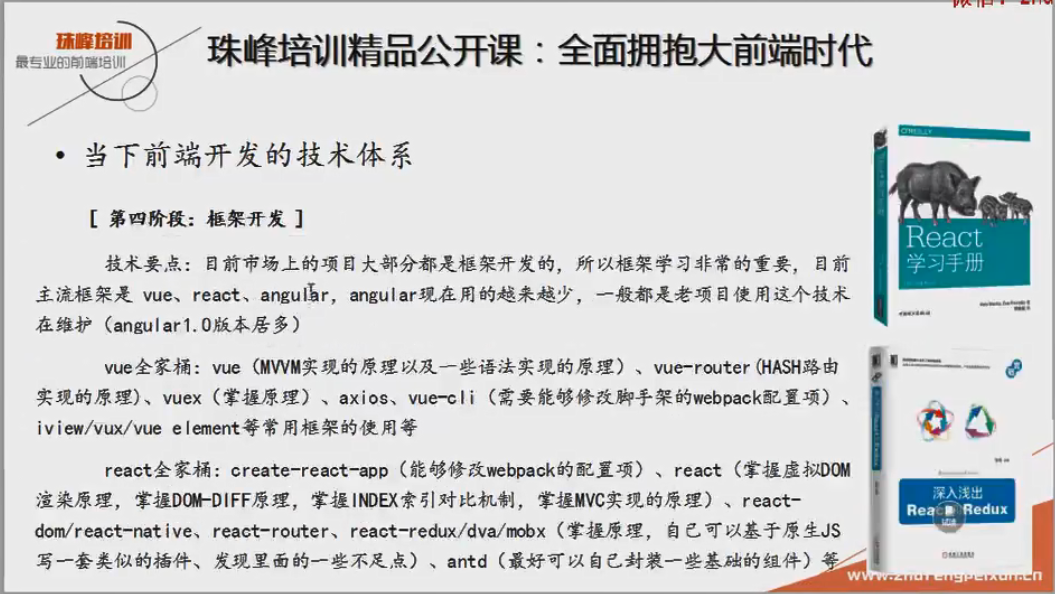 珠峰培训
最专业的前端培训
珠峰培训精品公开课：全面拥抱大前端时代
• 当下前端开发的技术体系
[ 第四阶段：框架开发 ]
技术要点：目前市场上的项目大部分都是框架开发的，所以框架学习非常的重要，目前
主流框架是 vue、react、angular，angular现在用的越来越少，一般都是老项目使用这个技术
在维护（angular1.0版本居多）
vue全家桶：vue（MVVM实现的原理以及一些语法实现的原理）、vue-router(HASH路由
实现的原理)、vuex（掌握原理）、axios、vue-cli（需要能够修改脚手架的webpack配置项）、
iview/vux/vue element等常用框架的使用等
react全家桶：create-react-app（能够修改webpack的配置项）、react（掌握虚拟DOM
渲染原理，掌握DOM-DIFF原理，掌握INDEX索引对比机制，掌握MVC实现的原理）、react-
dom/react-native、react-router、react-redux/dva/mobx（掌握原理，自己可以基于原生JS
写一套类似的插件、发现里面的一些不足点）、antd（最好可以自己封装一些基础的组件）等
O'REILLY
React
学习手册
深入浅出
React Redux
试读
www.zhufengpeixun.cn